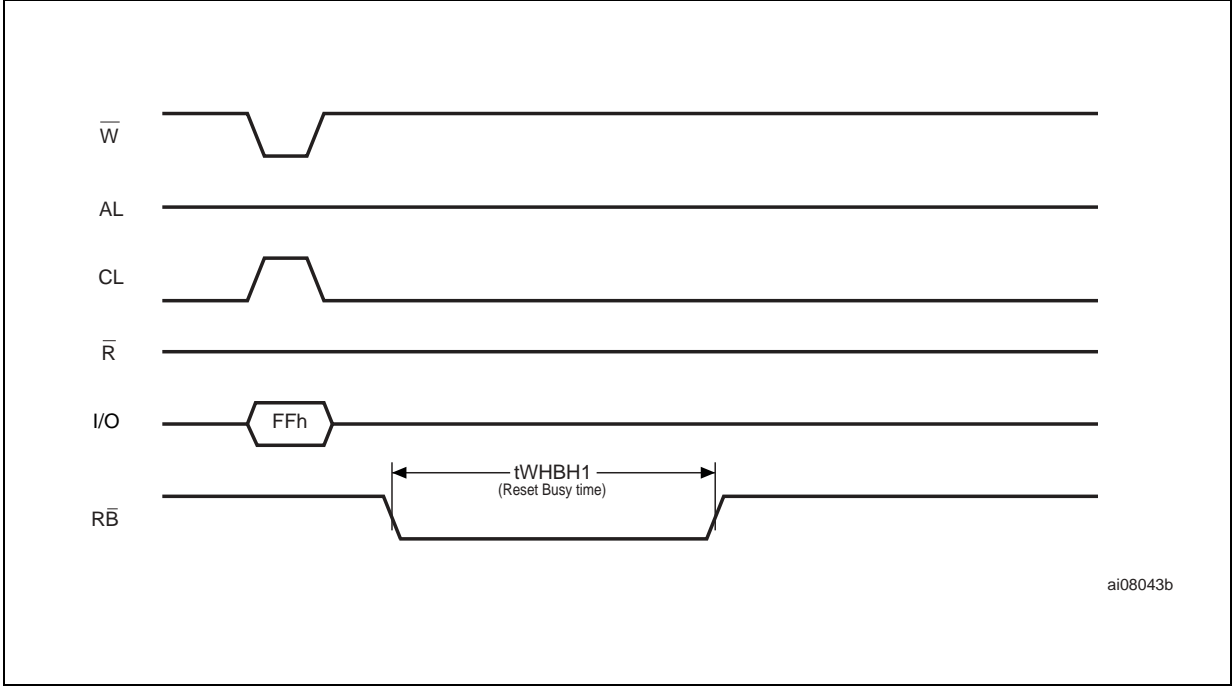 W̅
AL
CL
R̅
I/O
FFh
tWHBH1
(Reset Busy time)
RB̅
ai08043b